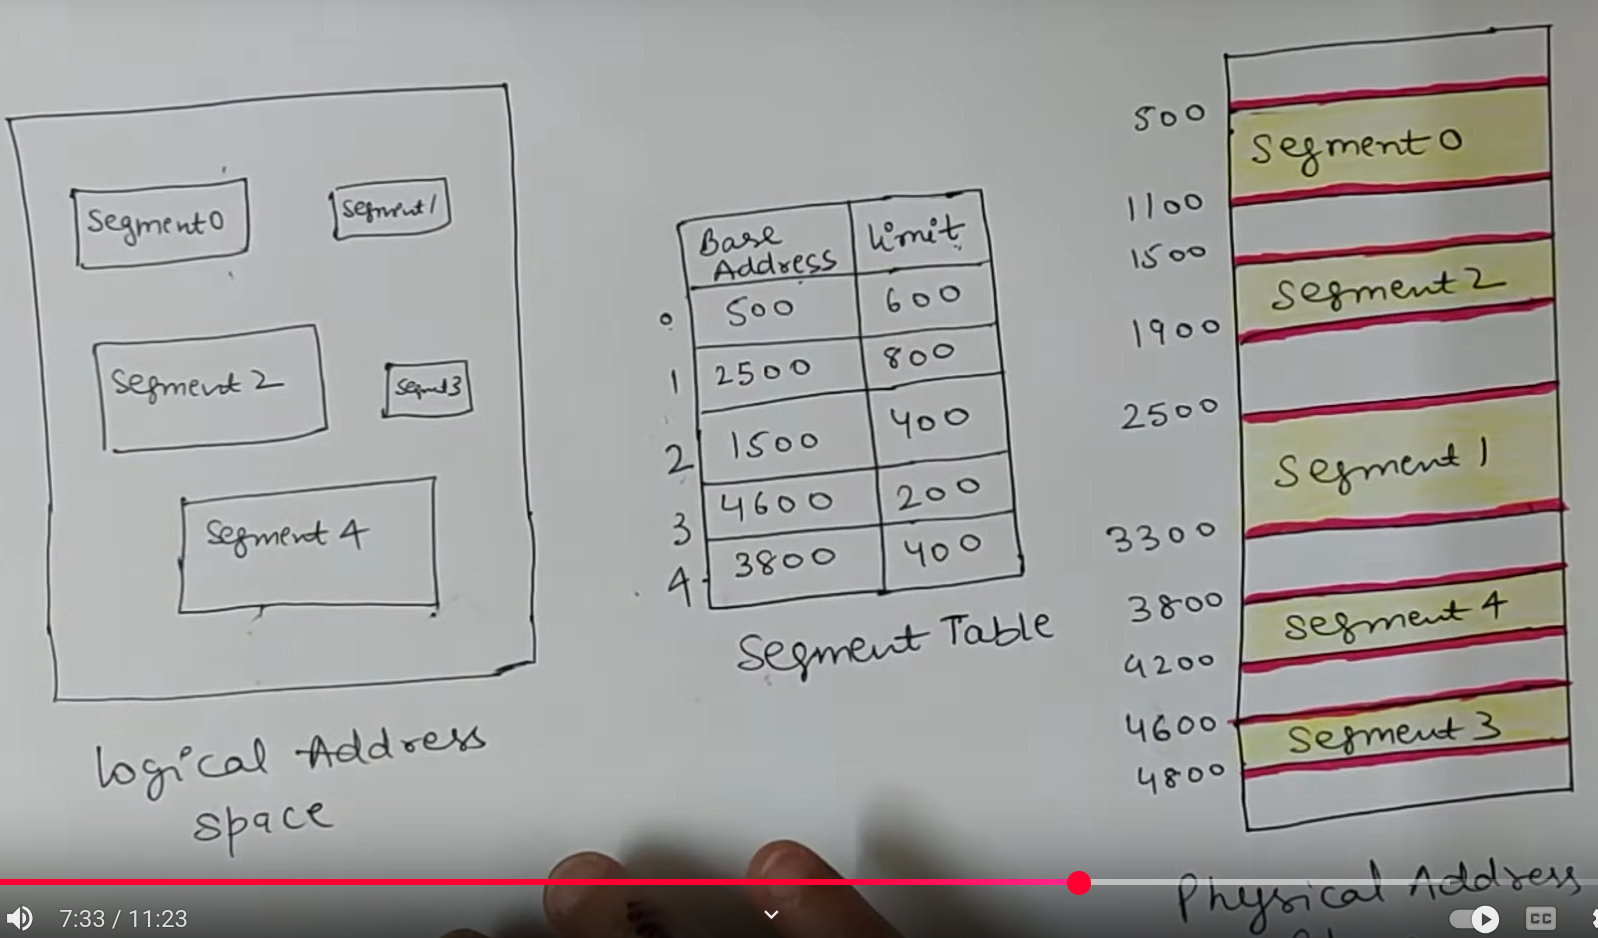 Segment 0
Segment 1
Segment 2
Segmt 3
Segment 4
Logical Address
space
Base
Address
limit
0 500 600
1 2500 800
2 1500 400
3 4600 200
4 3800 400
Segment Table
500
Segment 0
1100
1500
Segment 2
1900
2500
Segment 1
3300
3800
Segment 4
4200
4600
Segment 3
4800
Physical Address
7:33 / 11:23
CC